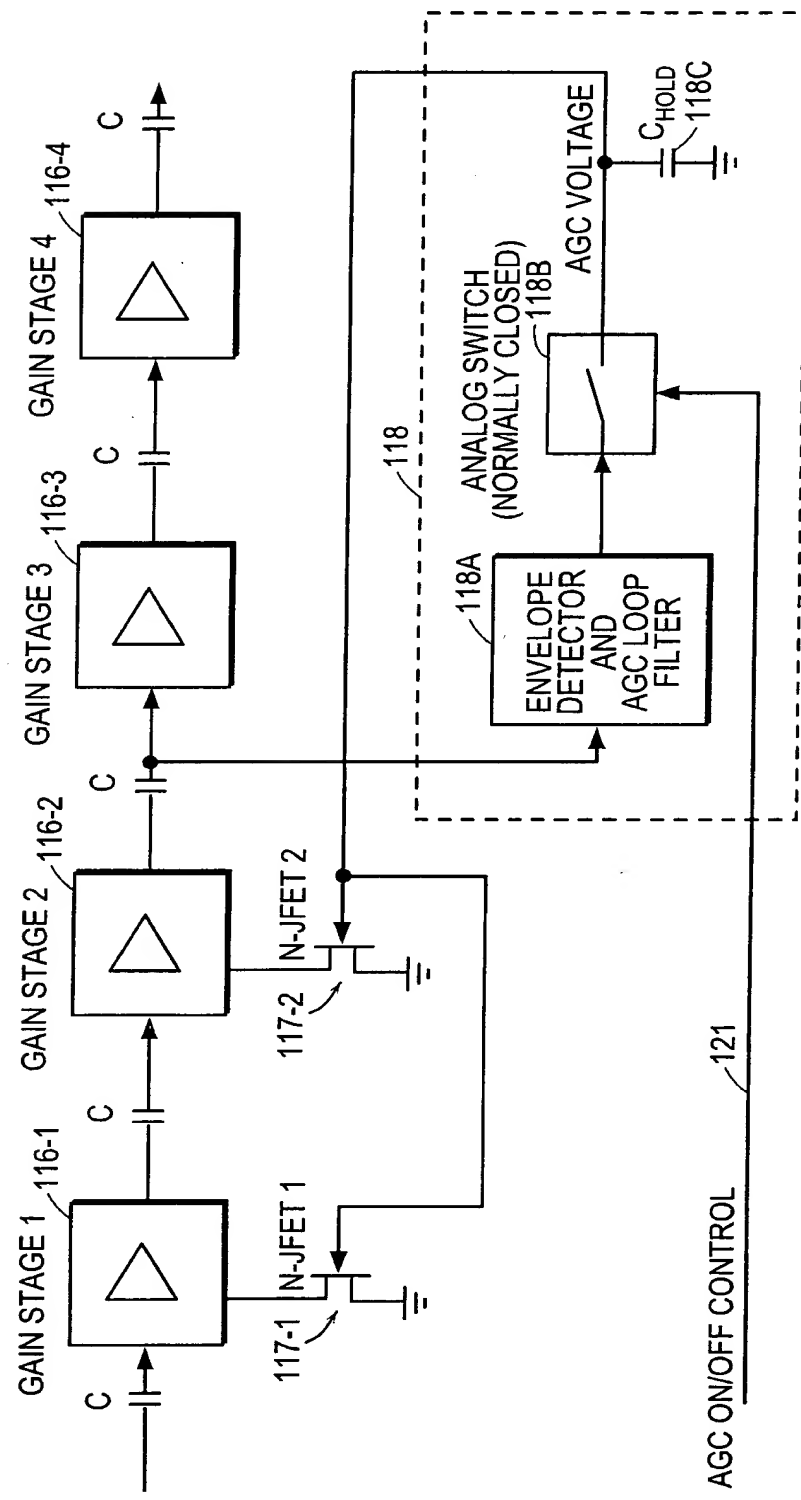 GAIN STAGE 1
116-1
C
C
GAIN STAGE 2
116-2
C
GAIN STAGE 3
116-3
C
GAIN STAGE 4
116-4
C
N-JFET 1
117-1
N-JFET 2
117-2
118
118A
ENVELOPE
DETECTOR
AND
AGC LOOP
FILTER
ANALOG SWITCH
(NORMALLY CLOSED)
118B
AGC VOLTAGE
CHOLD
118C
AGC ON/OFF CONTROL
121